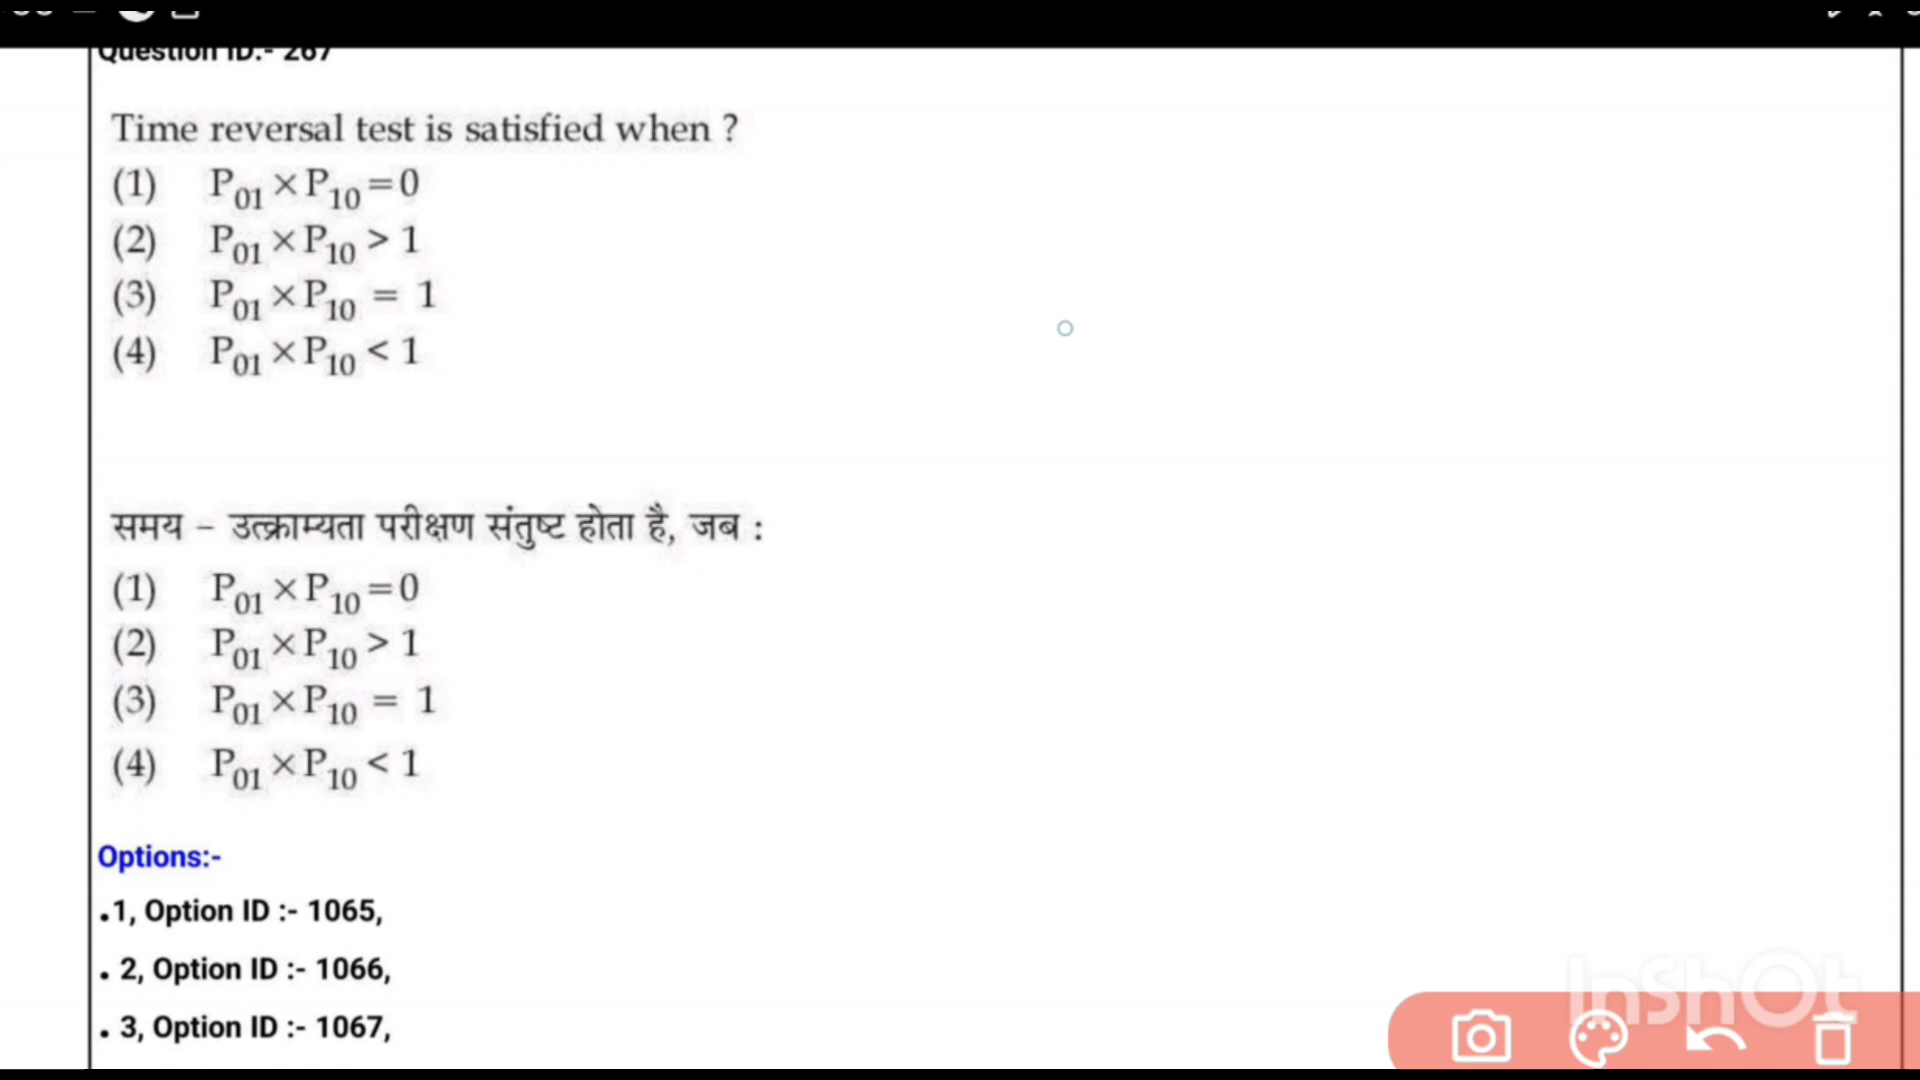 Question ID:- 267
Time reversal test is satisfied when ?
(1) P₀₁ × P₁₀ = 0
(2) P₀₁ × P₁₀ > 1
(3) P₀₁ × P₁₀ = 1
(4) P₀₁ × P₁₀ < 1
समय – उत्क्राम्यता परीक्षण संतुष्ट होता है, जब :
(1) P₀₁ × P₁₀ = 0
(2) P₀₁ × P₁₀ > 1
(3) P₀₁ × P₁₀ = 1
(4) P₀₁ × P₁₀ < 1
Options:-
.1, Option ID :- 1065,
. 2, Option ID :- 1066,
. 3, Option ID :- 1067,
InShOt